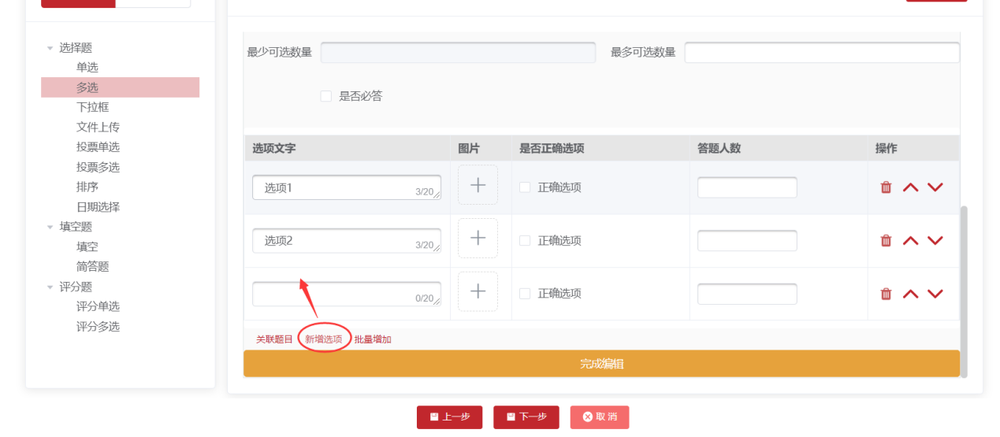 选择题
单选
多选
下拉框
文件上传
投票单选
投票多选
排序
日期选择
填空题
填空
简答题
评分题
评分单选
评分多选
最少可选数量 最多可选数量
是否必答
选项文字 图片 是否正确选项 答题人数 操作
选项1 3/20 正确选项
选项2 3/20 正确选项
0/20 正确选项
关联题目 新增选项 批量增加
完成编辑
上一步 下一步 取消